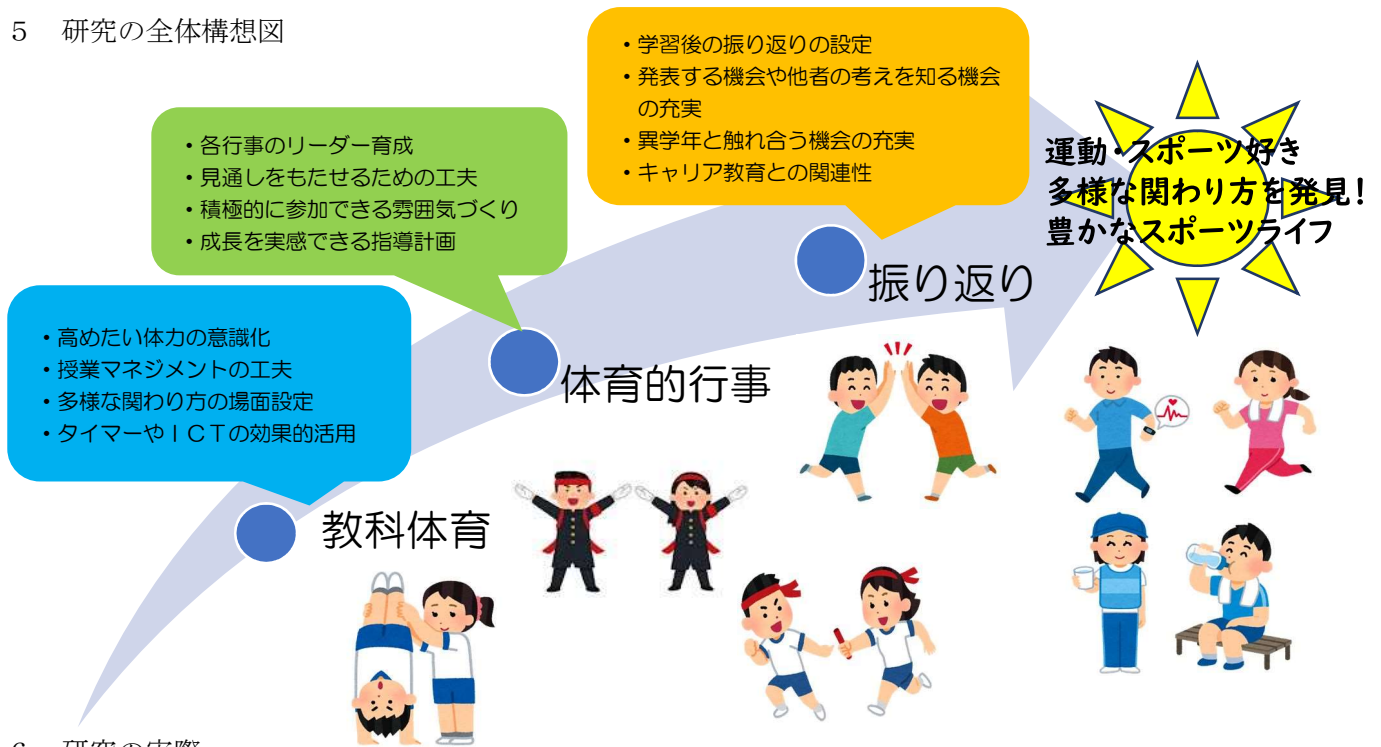 ５　研究の全体構想図
・学習後の振り返りの設定
・発表する機会や他者の考えを知る機会
の充実
・異学年と触れ合う機会の充実
・キャリア教育との関連性
・各行事のリーダー育成
・見通しをもたせるための工夫
・積極的に参加できる雰囲気づくり
・成長を実感できる指導計画
運動・スポーツ好き
多様な関わり方を発見！
豊かなスポーツライフ
振り返り
・高めたい体力の意識化
・授業マネジメントの工夫
・多様な関わり方の場面設定
・タイマーやＩＣＴの効果的活用
体育的行事
教科体育